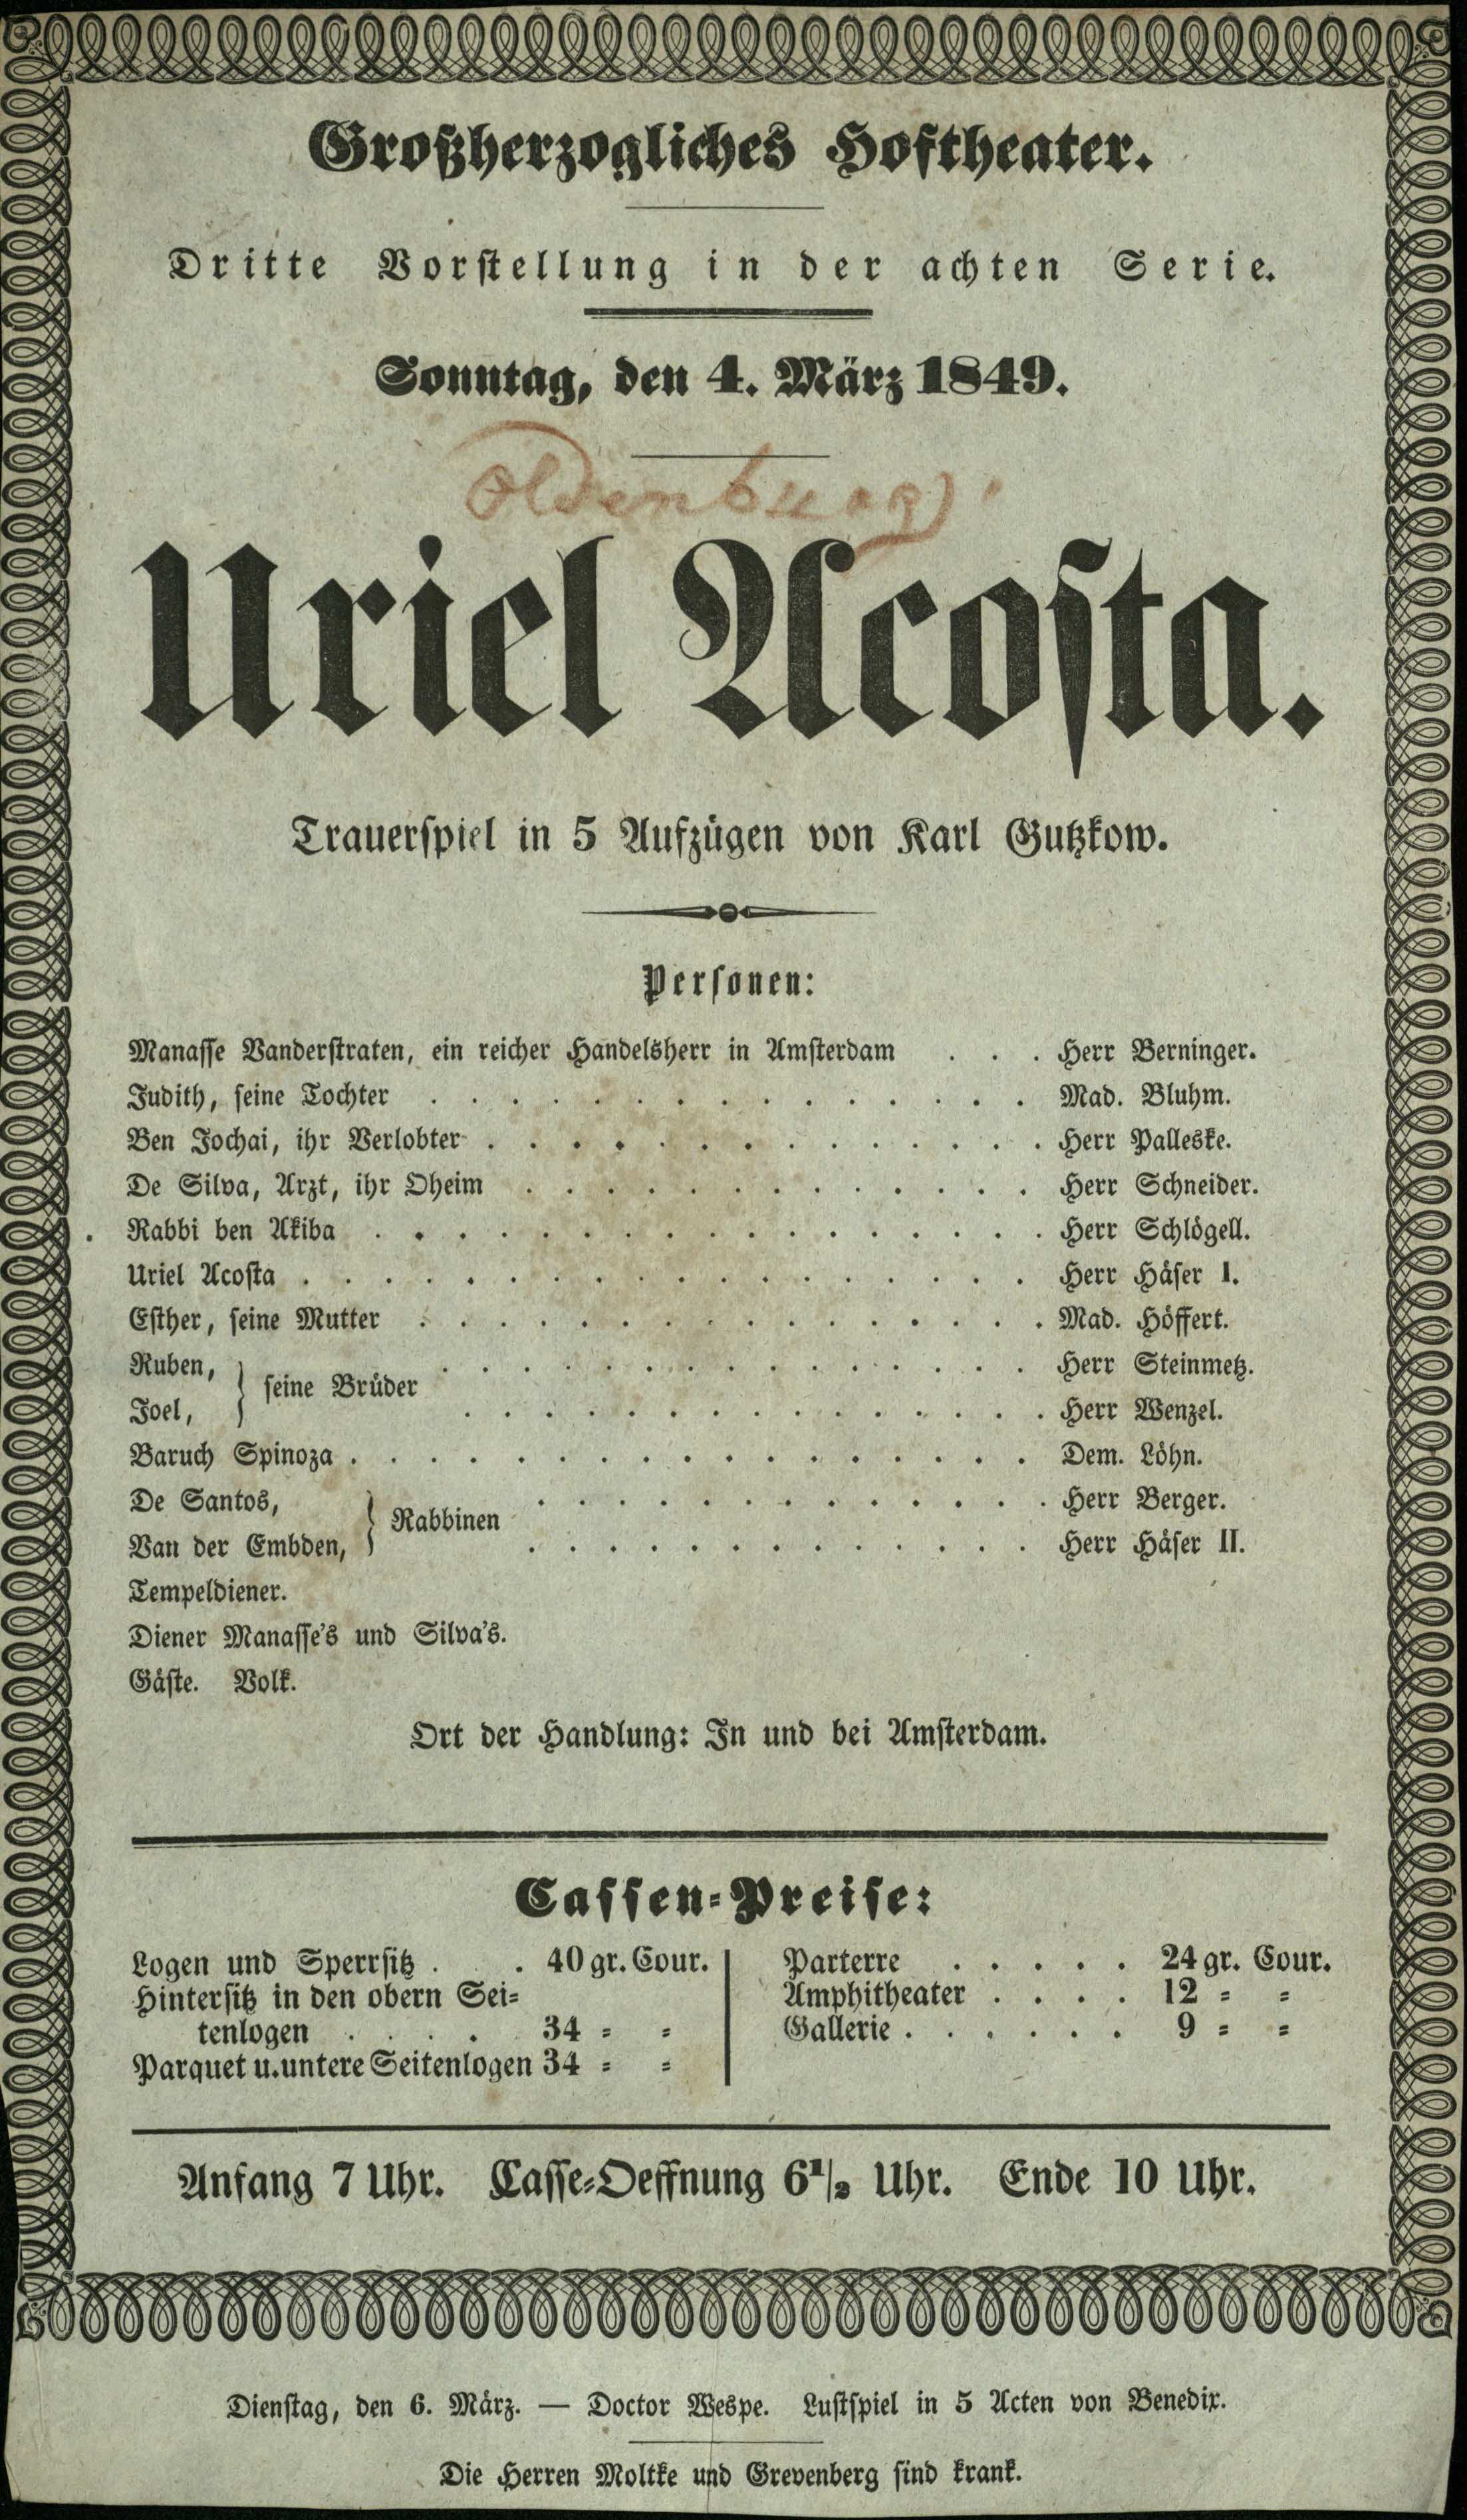 Großherzogliches Hoftheater.
Dritte Vorstellung in der achten Serie.
Sonntag, den 4. März 1849.
Oldenburg
Uriel Acosta.
Trauerspiel in 5 Aufzügen von Karl Gutzkow.
Personen:
Manasse Vanderstraten, ein reicher Handelsherr in Amsterdam . . . Herr Berninger.
Judith, seine Tochter . . . . . . . . . . . . . . . Mad. Bluhm.
Ben Jochai, ihr Verlobter . . . . . . . . . . . . . . Herr Palleske.
De Silva, Arzt, ihr Oheim . . . . . . . . . . . . . Herr Schneider.
Rabbi ben Akiba . . . . . . . . . . . . . . . . . Herr Schlögell.
Uriel Acosta . . . . . . . . . . . . . . . . . . Herr Häser I.
Esther, seine Mutter . . . . . . . . . . . . . . . . Mad. Höffert.
Ruben, . . . . . . . . . . . . . . . Herr Steinmetz.
} seine Brüder
Joel, . . . . . . . . . . . . . . . Herr Wenzel.
Baruch Spinoza . . . . . . . . . . . . . . . . . Dem. Löhn.
De Santos, . . . . . . . . . . . . . Herr Berger.
} Rabbinen
Van der Embden, . . . . . . . . . . . . . Herr Häser II.
Tempeldiener.
Diener Manasse's und Silva's.
Gäste. Volk.
Ort der Handlung: In und bei Amsterdam.
Cassen-Preise:
Logen und Sperrsitz . . 40 gr. Cour.
Hintersitz in den obern Sei-
tenlogen . . . . 34 = =
Parquet u. untere Seitenlogen 34 = =
Parterre . . . . . 24 gr. Cour.
Amphitheater . . . . 12 = =
Gallerie . . . . . . 9 = =
Anfang 7 Uhr. Casse-Oeffnung 6 1/2 Uhr. Ende 10 Uhr.
Dienstag, den 6. März. — Doctor Wespe. Lustspiel in 5 Acten von Benedix.
Die Herren Moltke und Grevenberg sind krank.